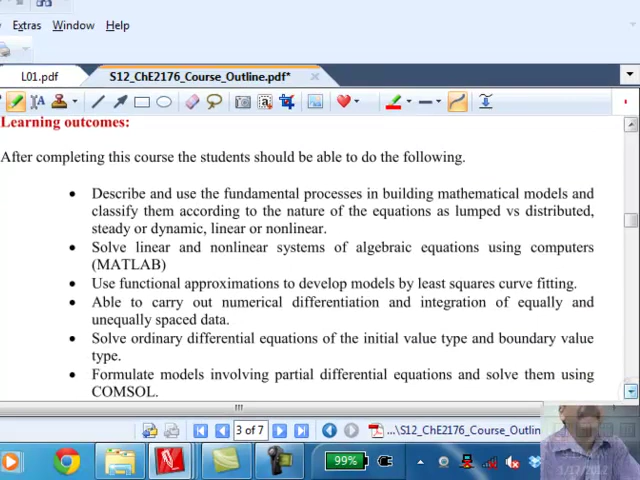 Extras Window Help
L01.pdf
S12_ChE2176_Course_Outline.pdf*
Learning outcomes:
After completing this course the students should be able to do the following.
• Describe and use the fundamental processes in building mathematical models and
classify them according to the nature of the equations as lumped vs distributed,
steady or dynamic, linear or nonlinear.
• Solve linear and nonlinear systems of algebraic equations using computers
(MATLAB)
• Use functional approximations to develop models by least squares curve fitting.
• Able to carry out numerical differentiation and integration of equally and
unequally spaced data.
• Solve ordinary differential equations of the initial value type and boundary value
type.
• Formulate models involving partial differential equations and solve them using
COMSOL.
3 of 7
...\S12_ChE2176_Course_Outlin
99%